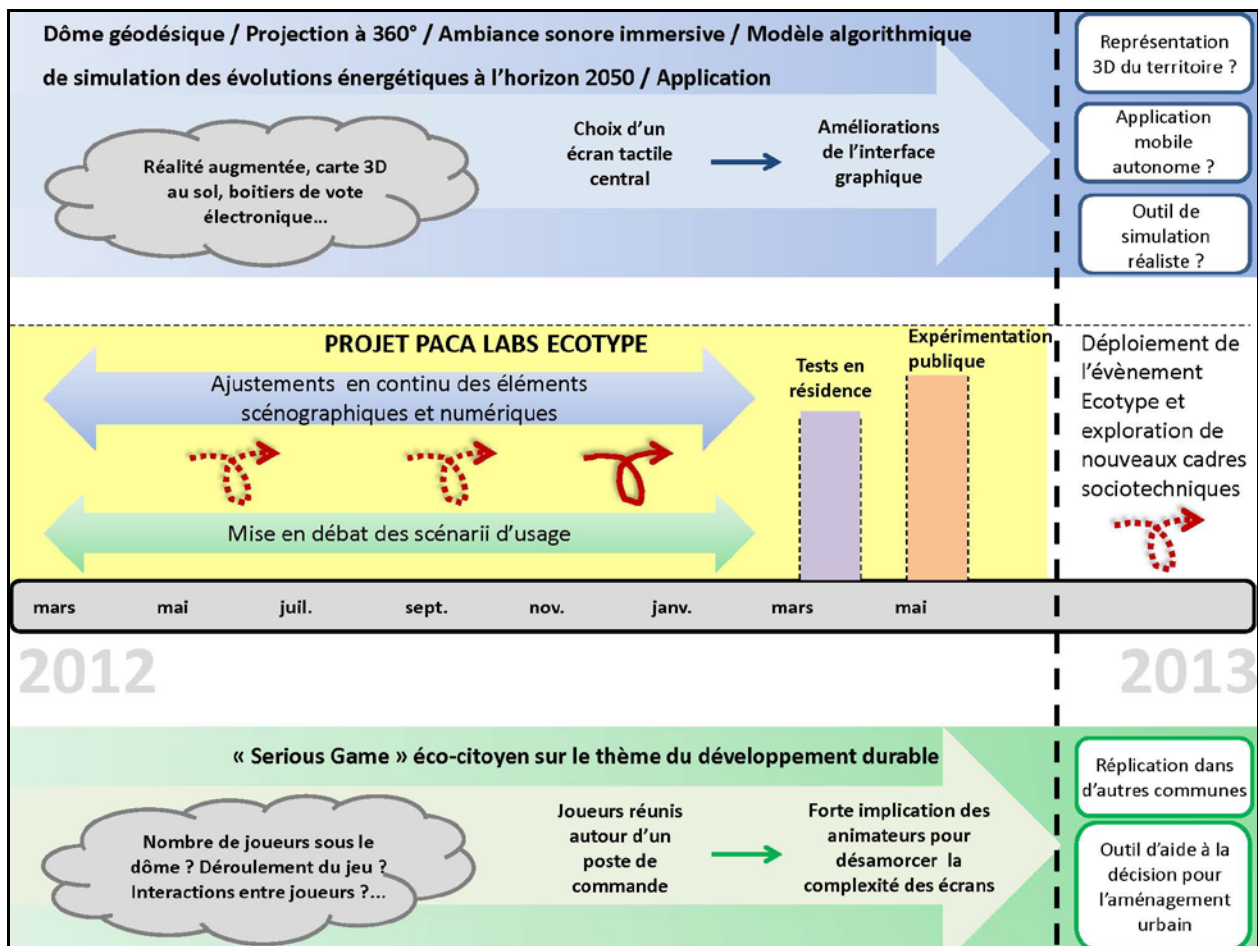 Dôme géodésique / Projection à 360° / Ambiance sonore immersive / Modèle algorithmique
de simulation des évolutions énergétiques à l'horizon 2050 / Application
Réalité augmentée, carte 3D
au sol, boitiers de vote
électronique...
Choix d'un
écran tactile
central
Améliorations
de l'interface
graphique
Représentation
3D du territoire ?
Application
mobile
autonome ?
Outil de
simulation
réaliste ?
PROJET PACA LABS ECOTYPE
Ajustements en continu des éléments
scénographiques et numériques
Mise en débat des scénarii d'usage
Tests en
résidence
Expérimentation
publique
Déploiement de
l'évènement
Ecotype et
exploration de
nouveaux cadres
sociotechniques
mars mai juil. sept. nov. janv. mars mai
2012 2013
« Serious Game » éco-citoyen sur le thème du développement durable
Nombre de joueurs sous le
dôme ? Déroulement du jeu ?
Interactions entre joueurs ?...
Joueurs réunis
autour d'un
poste de
commande
Forte implication des
animateurs pour
désamorcer la
complexité des écrans
Réplication dans
d'autres communes
Outil d'aide à la
décision pour
l'aménagement
urbain